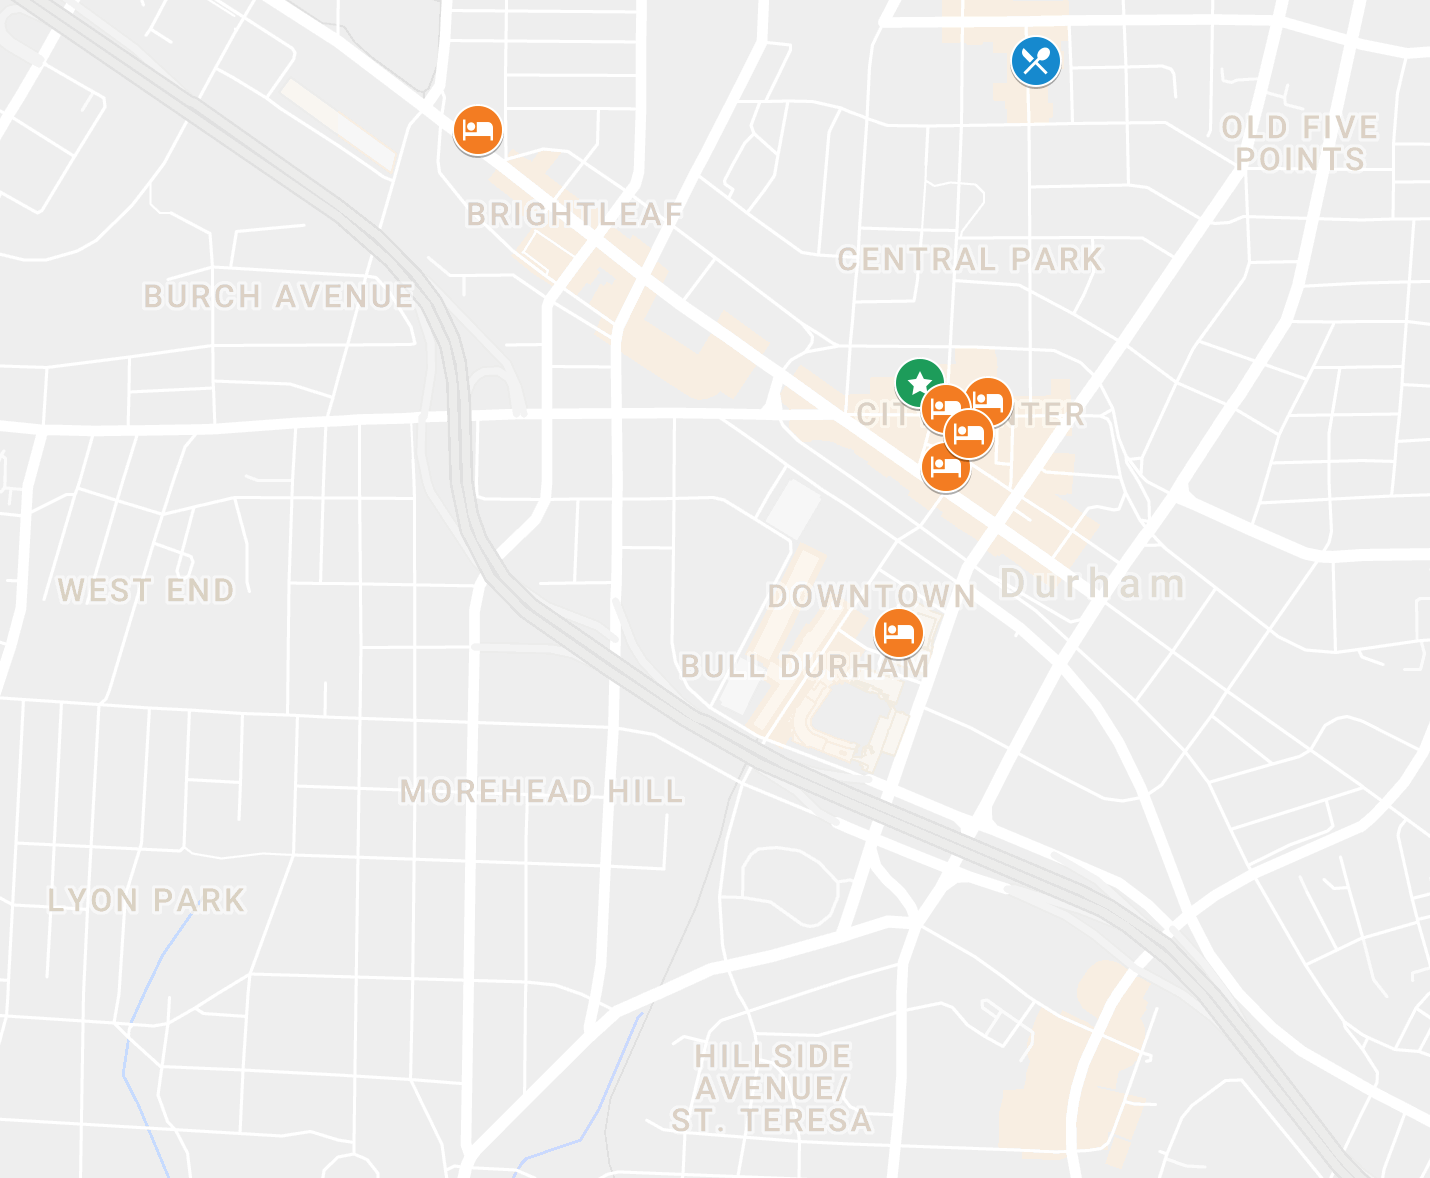 OLD FIVE
POINTS
BRIGHTLEAF
CENTRAL PARK
BURCH AVENUE
CIT NTER
WEST END
DOWNTOWN
Durham
BULL DURHAM
MOREHEAD HILL
LYON PARK
HILLSIDE
AVENUE/
ST. TERESA